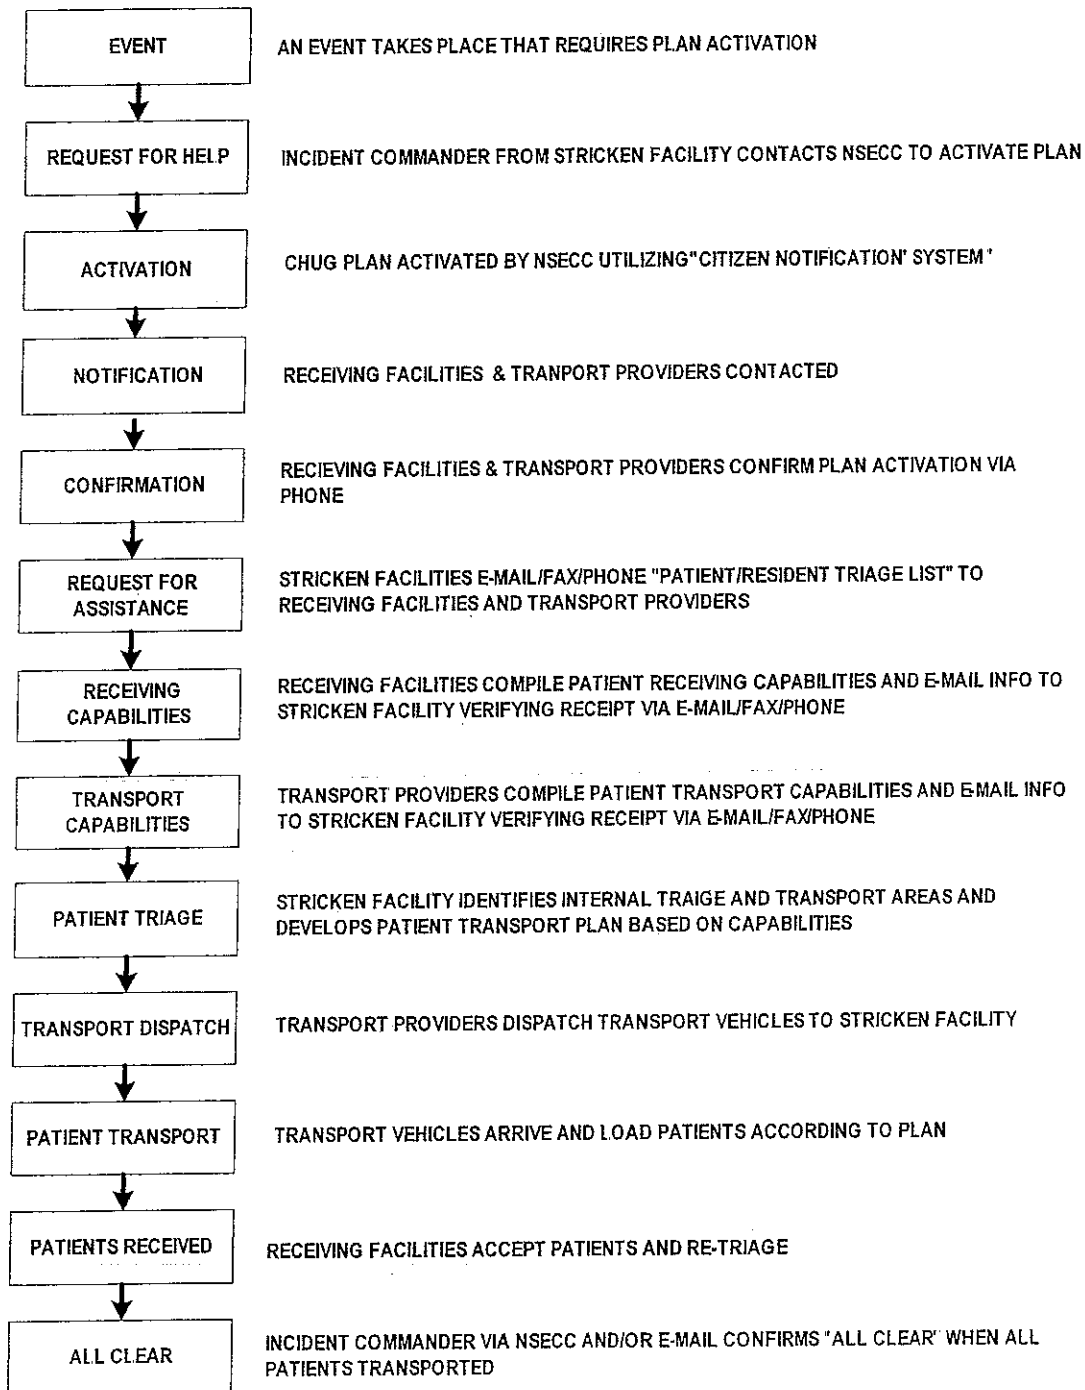 EVENT
AN EVENT TAKES PLACE THAT REQUIRES PLAN ACTIVATION
REQUEST FOR HELP
INCIDENT COMMANDER FROM STRICKEN FACILITY CONTACTS NSECC TO ACTIVATE PLAN
ACTIVATION
CHUG PLAN ACTIVATED BY NSECC UTILIZING"CITIZEN NOTIFICATION' SYSTEM '
NOTIFICATION
RECEIVING FACILITIES & TRANPORT PROVIDERS CONTACTED
CONFIRMATION
RECIEVING FACILITIES & TRANSPORT PROVIDERS CONFIRM PLAN ACTIVATION VIA
PHONE
REQUEST FOR
ASSISTANCE
STRICKEN FACILITIES E-MAIL/FAX/PHONE "PATIENT/RESIDENT TRIAGE LIST" TO
RECEIVING FACILITIES AND TRANSPORT PROVIDERS
RECEIVING
CAPABILITIES
RECEIVING FACILITIES COMPILE PATIENT RECEIVING CAPABILITIES AND E-MAIL INFO TO
STRICKEN FACILITY VERIFYING RECEIPT VIA E-MAIL/FAX/PHONE
TRANSPORT
CAPABILITIES
TRANSPORT PROVIDERS COMPILE PATIENT TRANSPORT CAPABILITIES AND E-MAIL INFO
TO STRICKEN FACILITY VERIFYING RECEIPT VIA E-MAIL/FAX/PHONE
PATIENT TRIAGE
STRICKEN FACILITY IDENTIFIES INTERNAL TRAIGE AND TRANSPORT AREAS AND
DEVELOPS PATIENT TRANSPORT PLAN BASED ON CAPABILITIES
TRANSPORT DISPATCH
TRANSPORT PROVIDERS DISPATCH TRANSPORT VEHICLES TO STRICKEN FACILITY
PATIENT TRANSPORT
TRANSPORT VEHICLES ARRIVE AND LOAD PATIENTS ACCORDING TO PLAN
PATIENTS RECEIVED
RECEIVING FACILITIES ACCEPT PATIENTS AND RE-TRIAGE
ALL CLEAR
INCIDENT COMMANDER VIA NSECC AND/OR E-MAIL CONFIRMS "ALL CLEAR" WHEN ALL
PATIENTS TRANSPORTED